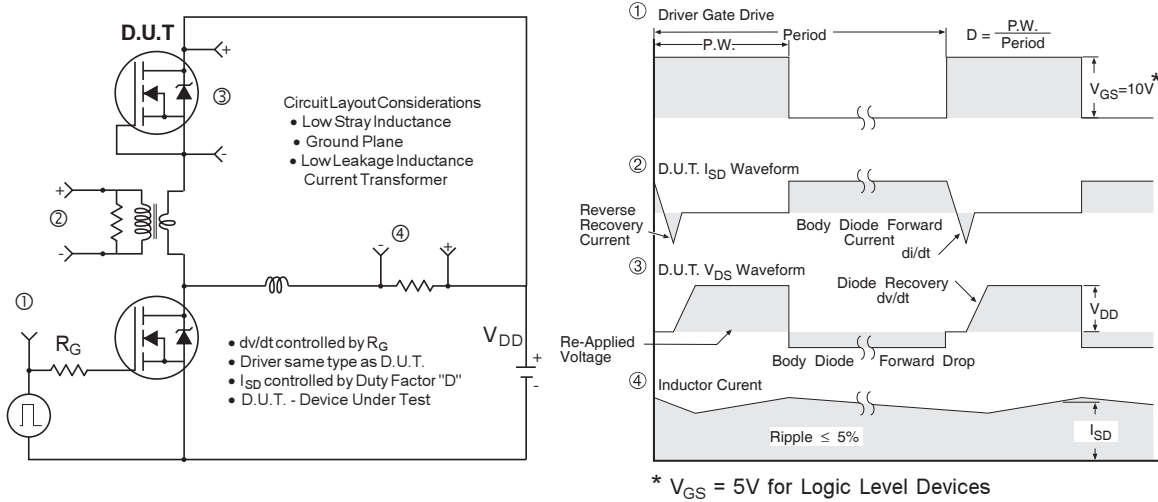 D.U.T
+
③
-
Circuit Layout Considerations
• Low Stray Inductance
• Ground Plane
• Low Leakage Inductance
Current Transformer
+
②
-
④
-
+
①
R_G
• dv/dt controlled by R_G
• Driver same type as D.U.T.
• I_SD controlled by Duty Factor "D"
• D.U.T. - Device Under Test
V_DD
+
-
① Driver Gate Drive
P.W.
Period
D = P.W. / Period
V_GS=10V*
② D.U.T. I_SD Waveform
Reverse
Recovery
Current
Body Diode Forward
Current
di/dt
③ D.U.T. V_DS Waveform
Diode Recovery
dv/dt
V_DD
Re-Applied
Voltage
Body Diode Forward Drop
④ Inductor Curent
Ripple ≤ 5%
I_SD
* V_GS = 5V for Logic Level Devices